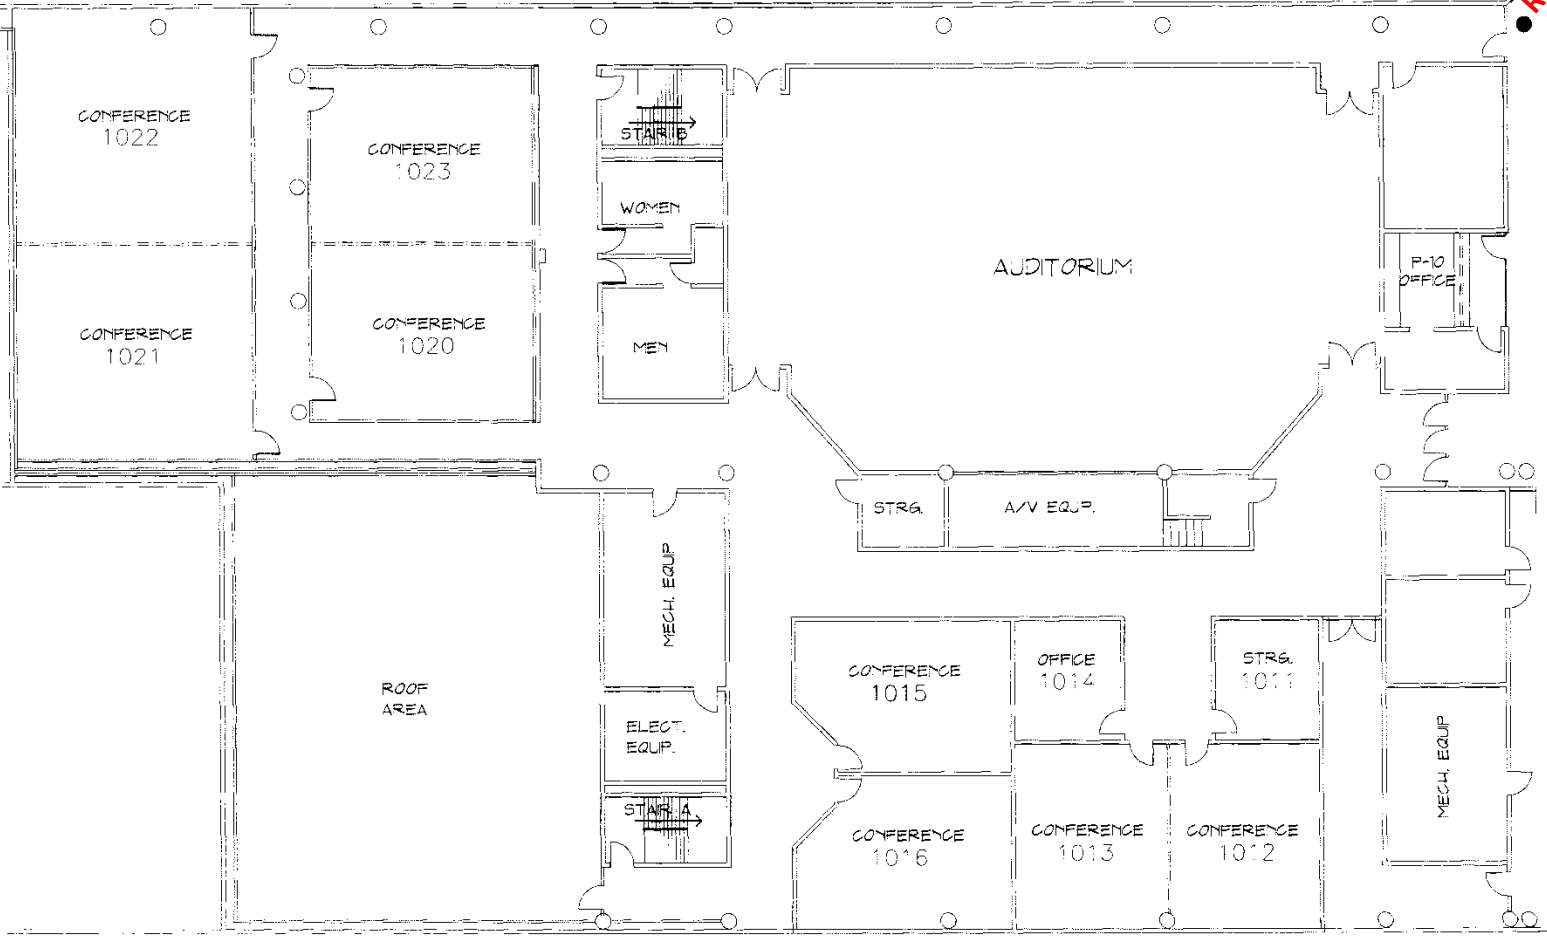 CONFERENCE
1022
CONFERENCE
1023
STAIR B
WOMEN
AUDITORIUM
P-10
OFFICE
CONFERENCE
1021
CONFERENCE
1020
MEN
STRG.
A/V EQUIP.
MECH. EQUIP
ROOF
AREA
ELECT.
EQUIP.
STAIR A
CONFERENCE
1015
OFFICE
1014
STRG.
1011
MECH. EQUIP
CONFERENCE
1016
CONFERENCE
1013
CONFERENCE
1012